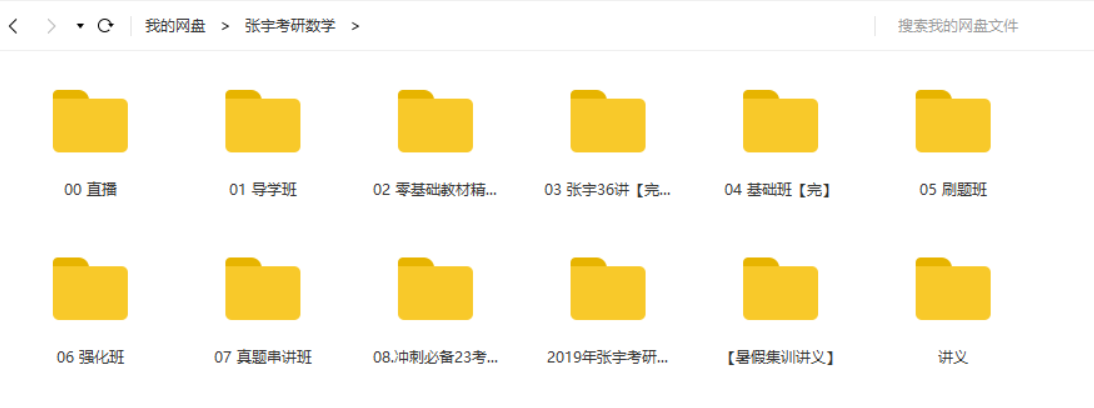 我的网盘 > 张宇考研数学 > 搜索我的网盘文件
00 直播 01 导学班 02 零基础教材精... 03 张宇36讲【完... 04 基础班【完】 05 刷题班
06 强化班 07 真题串讲班 08.冲刺必备23考... 2019年张宇考研... 【暑假集训讲义】 讲义